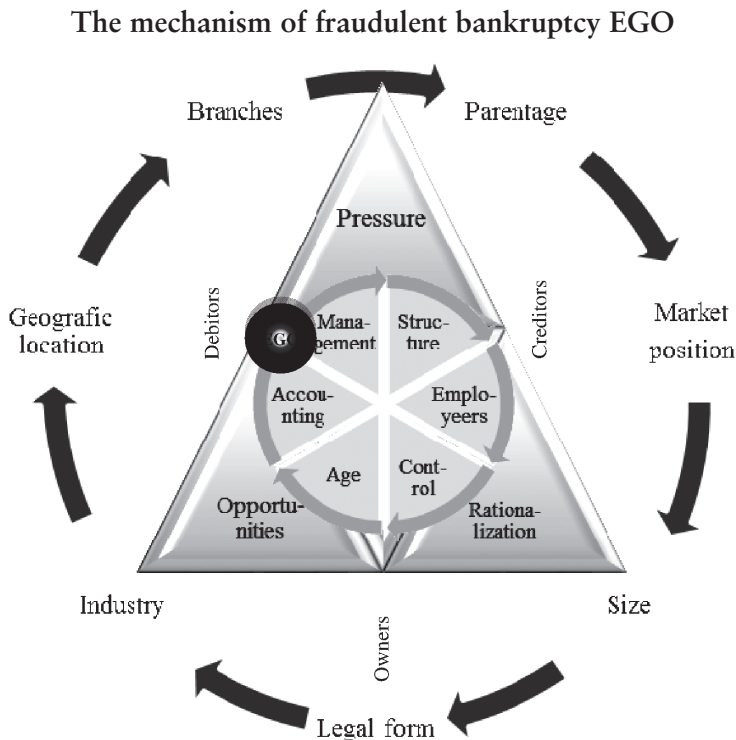 The mechanism of fraudulent bankruptcy EGO
Branches
Parentage
Pressure
Debitors
Creditors
Geografic
location
Market
position
Mana-
gement
Struc-
ture
Accou-
nting
Emplo-
yeers
Age
Cont-
rol
Opportu-
nities
Rationa-
lization
Industry
Size
Owners
Legal form